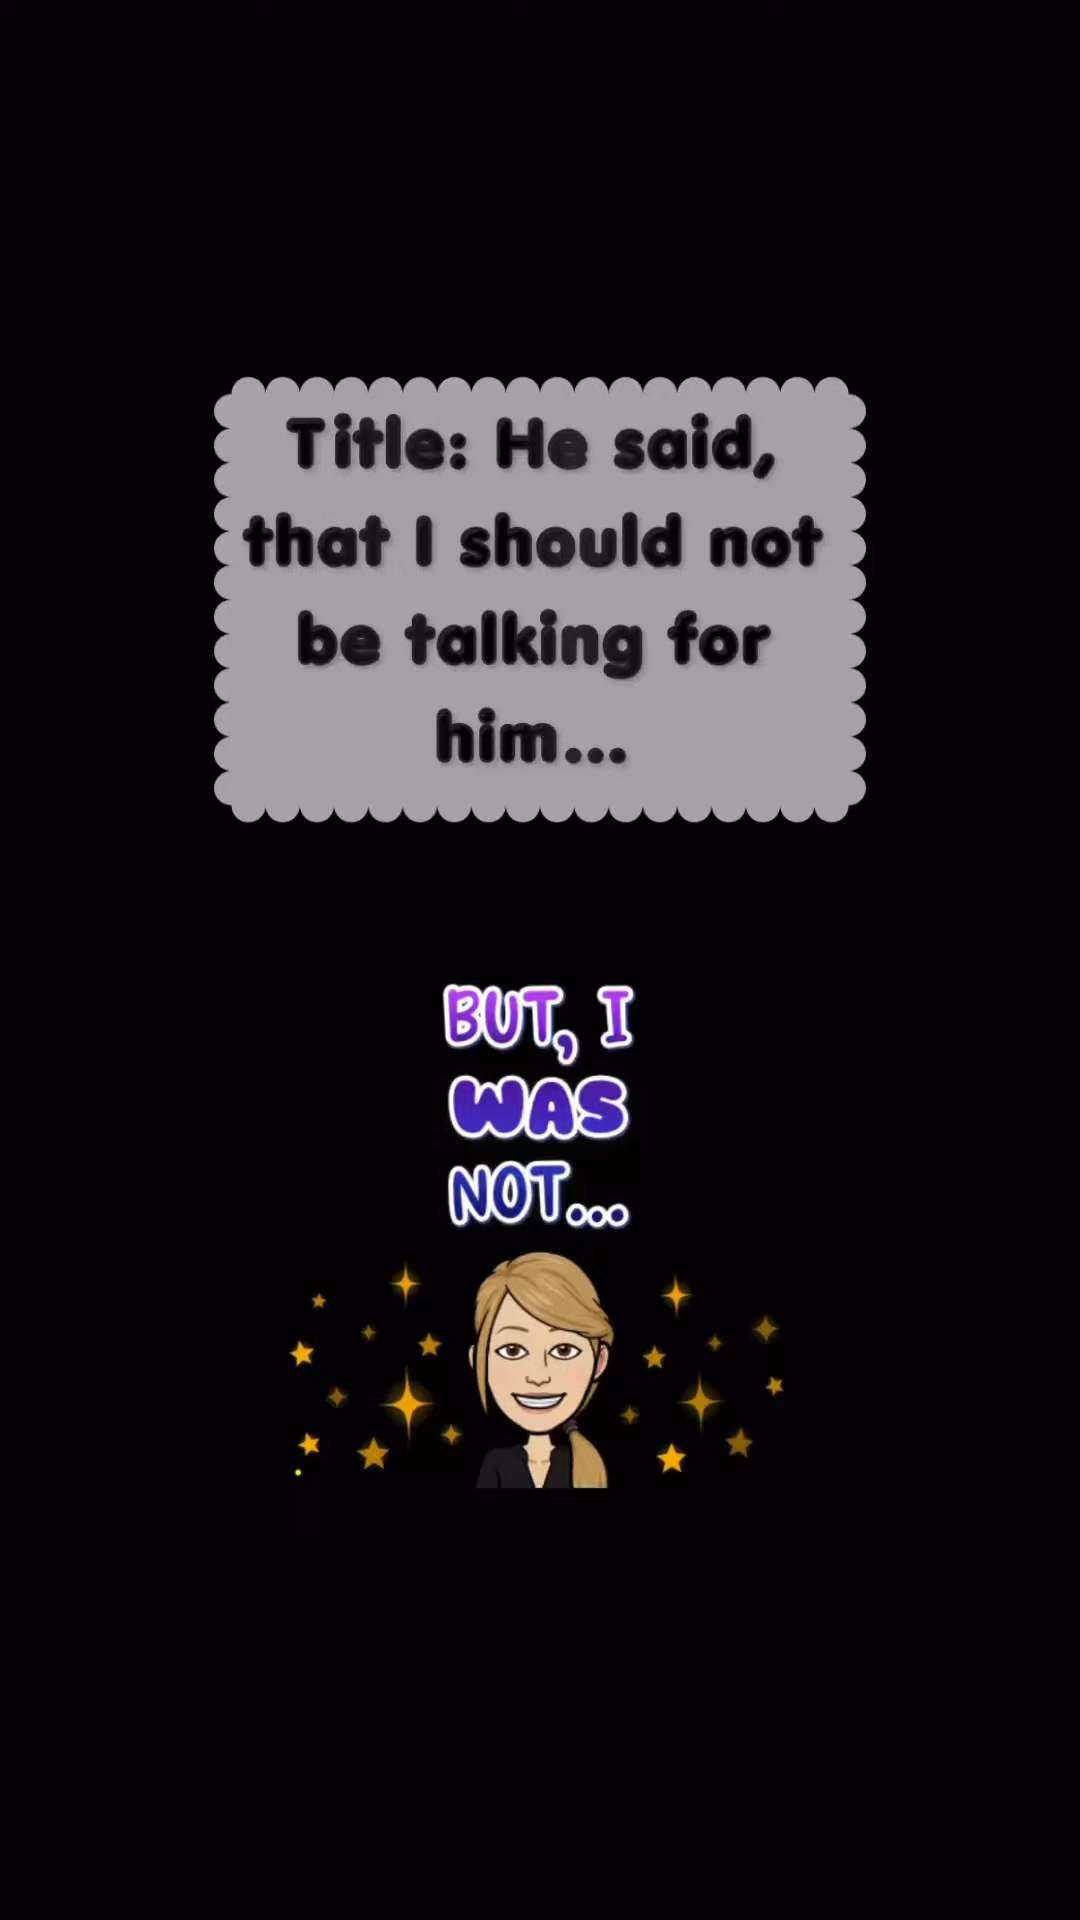 Title: He said,
that I should not
be talking for
him...
BUT, I
WAS
NOT...